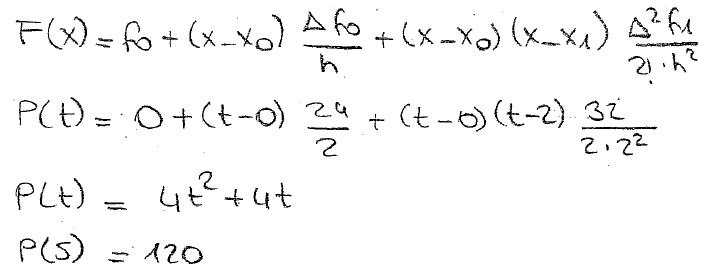 F(x) = f0 + (x-x0) Δf0/h + (x-x0)(x-x1) Δ²f1/2!·h²
P(t) = 0 + (t-0) 24/2 + (t-0)(t-2) 32/2·2²
P(t) = 4t² + 4t
P(5) = 120